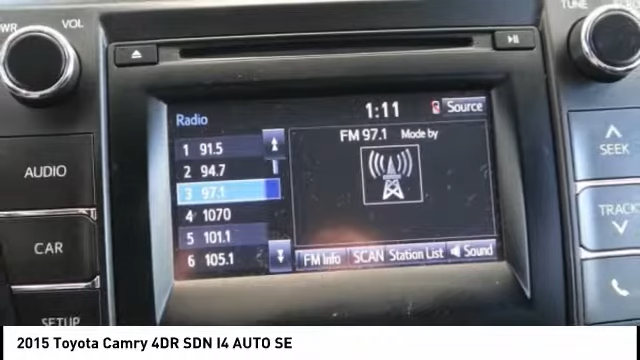 PWR
VOL
TUNE
1:11
Source
Radio
FM 97.1 Mode by
1 91.5
2 94.7
3 97.1
4 1070
5 101.1
6 105.1
FM Info
SCAN
Station List
Sound
AUDIO
CAR
SETUP
SEEK
TRACK
2015 Toyota Camry 4DR SDN I4 AUTO SE